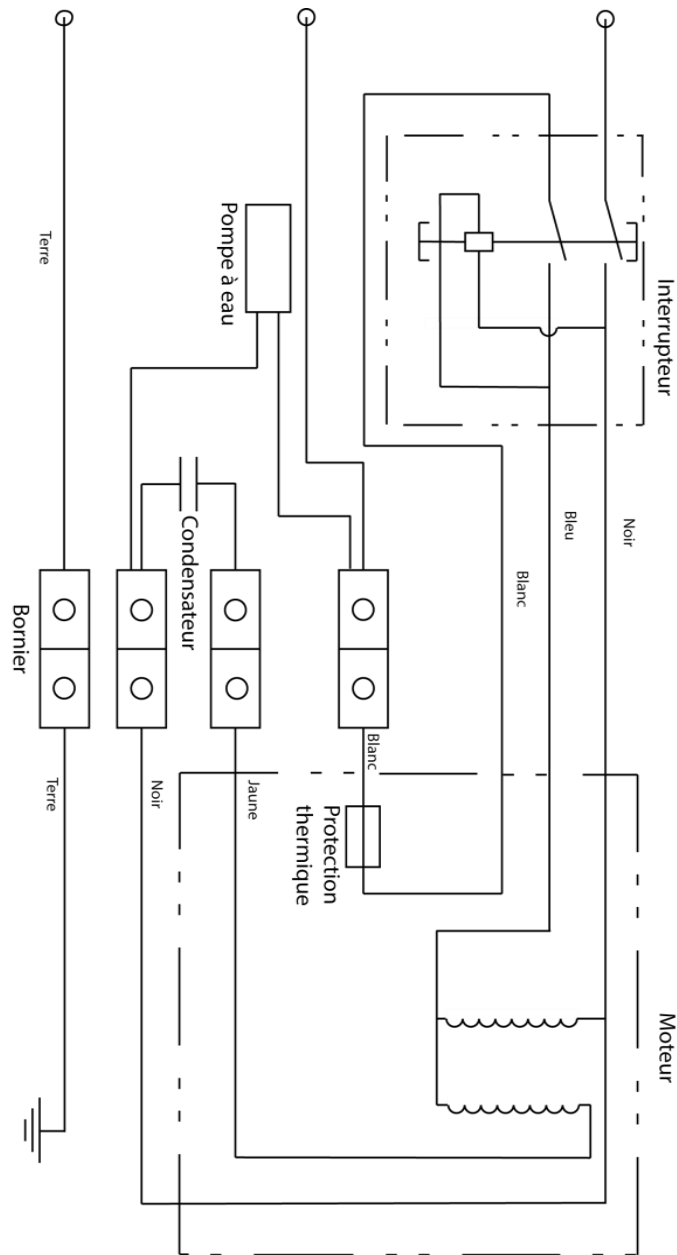 Interrupteur
Pompe à eau
Terre
Noir
Bleu
Blanc
Condensateur
Bornier
Blanc
Jaune
Noir
Terre
Protection
thermique
Moteur